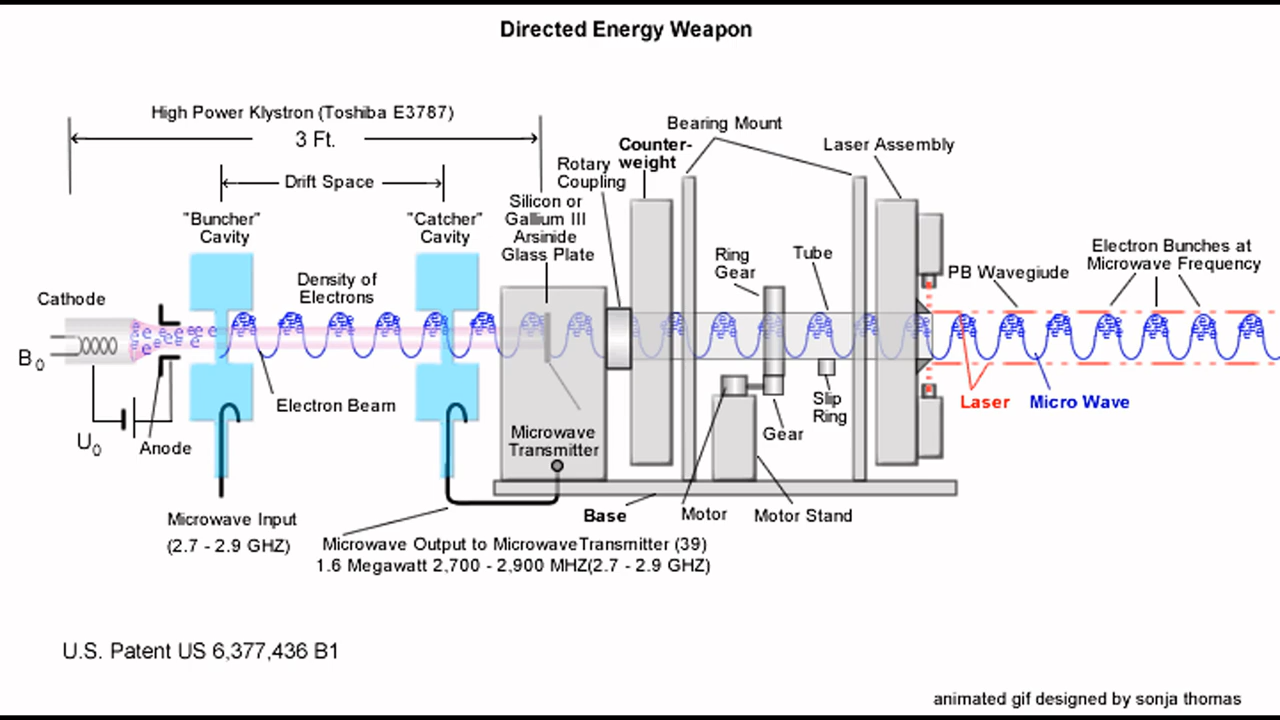 Directed Energy Weapon
High Power Klystron (Toshiba E3787)
3 Ft.
Drift Space
"Buncher"
Cavity
"Catcher"
Cavity
Density of
Electrons
Cathode
B0
U0
Anode
Electron Beam
Silicon or
Gallium III
Arsinide
Glass Plate
Rotary
Coupling
Counter-
weight
Bearing Mount
Laser Assembly
Ring
Gear
Tube
PB Wavegiude
Electron Bunches at
Microwave Frequency
Slip
Ring
Gear
Laser
Micro Wave
Microwave
Transmitter
Base
Motor
Motor Stand
Microwave Input
(2.7 - 2.9 GHZ)
Microwave Output to MicrowaveTransmitter (39)
1.6 Megawatt 2,700 - 2,900 MHZ(2.7 - 2.9 GHZ)
U.S. Patent US 6,377,436 B1
animated gif designed by sonja thomas